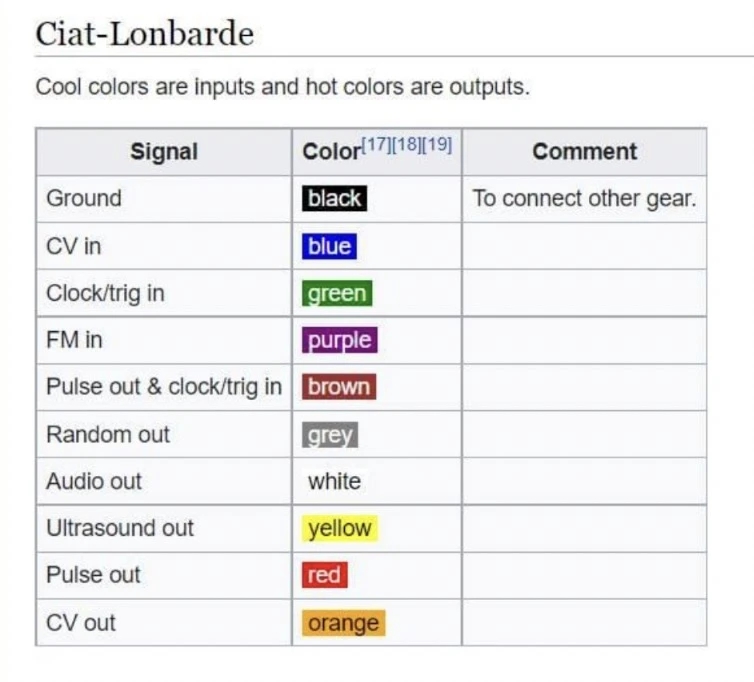 Ciat-Lonbarde
Cool colors are inputs and hot colors are outputs.
Signal Color[17][18][19] Comment
Ground black To connect other gear.
CV in blue
Clock/trig in green
FM in purple
Pulse out & clock/trig in brown
Random out grey
Audio out white
Ultrasound out yellow
Pulse out red
CV out orange